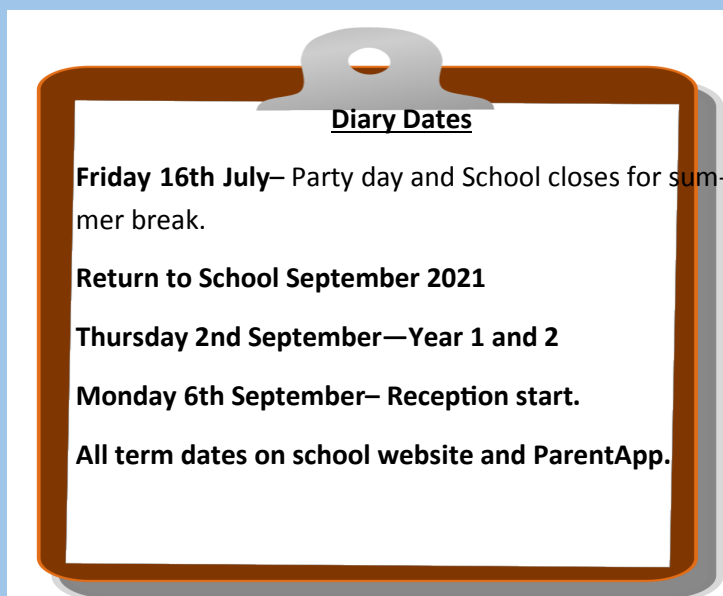 Diary Dates
Friday 16th July– Party day and School closes for sum-
mer break.
Return to School September 2021
Thursday 2nd September—Year 1 and 2
Monday 6th September– Reception start.
All term dates on school website and ParentApp.